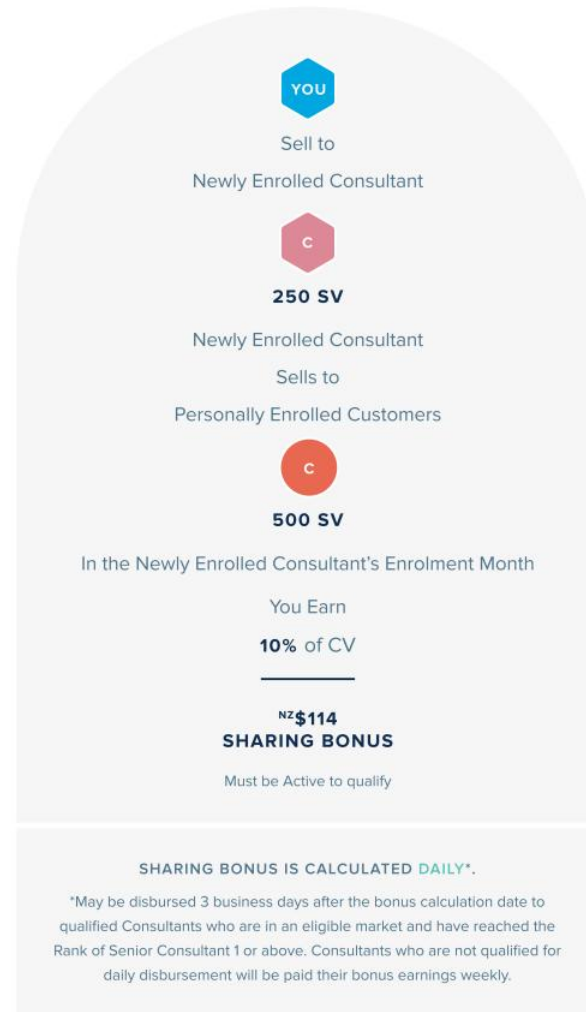 YOU
Sell to
Newly Enrolled Consultant
C
250 SV
Newly Enrolled Consultant
Sells to
Personally Enrolled Customers
C
500 SV
In the Newly Enrolled Consultant’s Enrolment Month
You Earn
10% of CV
NZ$114
SHARING BONUS
Must be Active to qualify
SHARING BONUS IS CALCULATED DAILY*.
*May be disbursed 3 business days after the bonus calculation date to
qualified Consultants who are in an eligible market and have reached the
Rank of Senior Consultant 1 or above. Consultants who are not qualified for
daily disbursement will be paid their bonus earnings weekly.